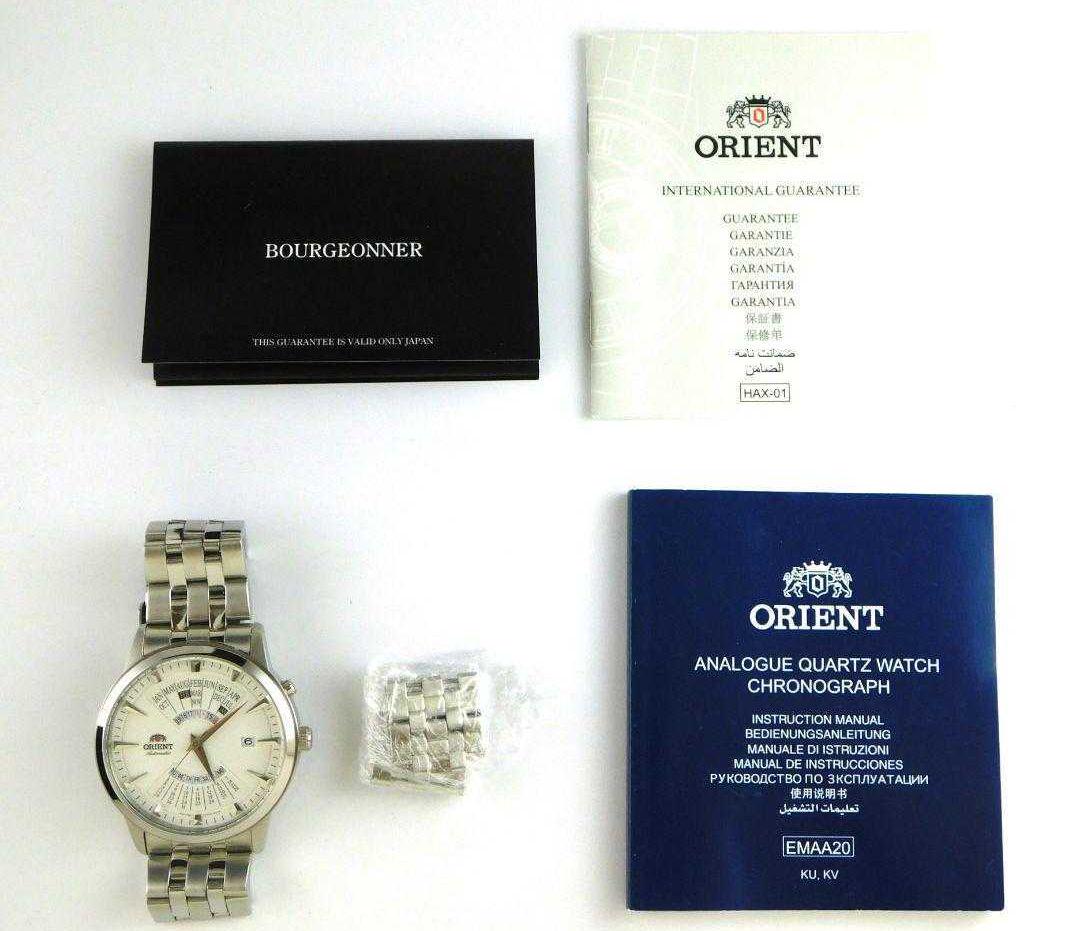 BOURGEONNER
THIS GUARANTEE IS VALID ONLY JAPAN
ORIENT
INTERNATIONAL GUARANTEE
GUARANTEE
GARANTIE
GARANZIA
GARANTÍA
ГАРАНТИЯ
GARANTIA
保証書
保修单
ضمانت نامه
الضامن
HAX-01
ORIENT
Automatic
6
ORIENT
ANALOGUE QUARTZ WATCH
CHRONOGRAPH
INSTRUCTION MANUAL
BEDIENUNGSANLEITUNG
MANUALE DI ISTRUZIONI
MANUAL DE INSTRUCCIONES
РУКОВОДСТВО ПО ЭКСПЛУАТАЦИИ
使用说明书
تعليمات التشغيل
EMAA20
KU, KV